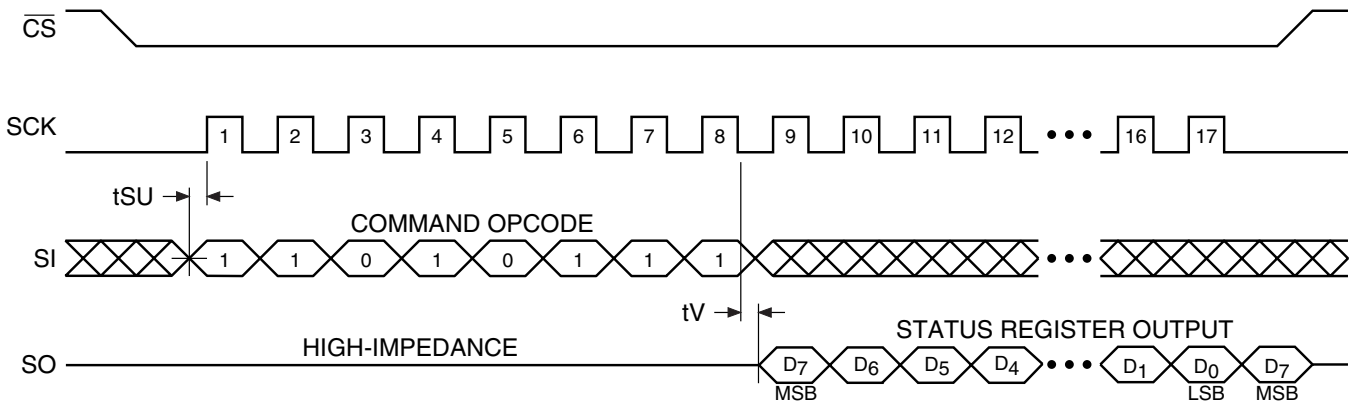 CS
SCK
1 2 3 4 5 6 7 8 9 10 11 12 ••• 16 17
tSU
COMMAND OPCODE
SI
1 1 0 1 0 1 1 1 •••
tV
STATUS REGISTER OUTPUT
HIGH-IMPEDANCE
SO
D7 D6 D5 D4 ••• D1 D0 D7
MSB LSB MSB